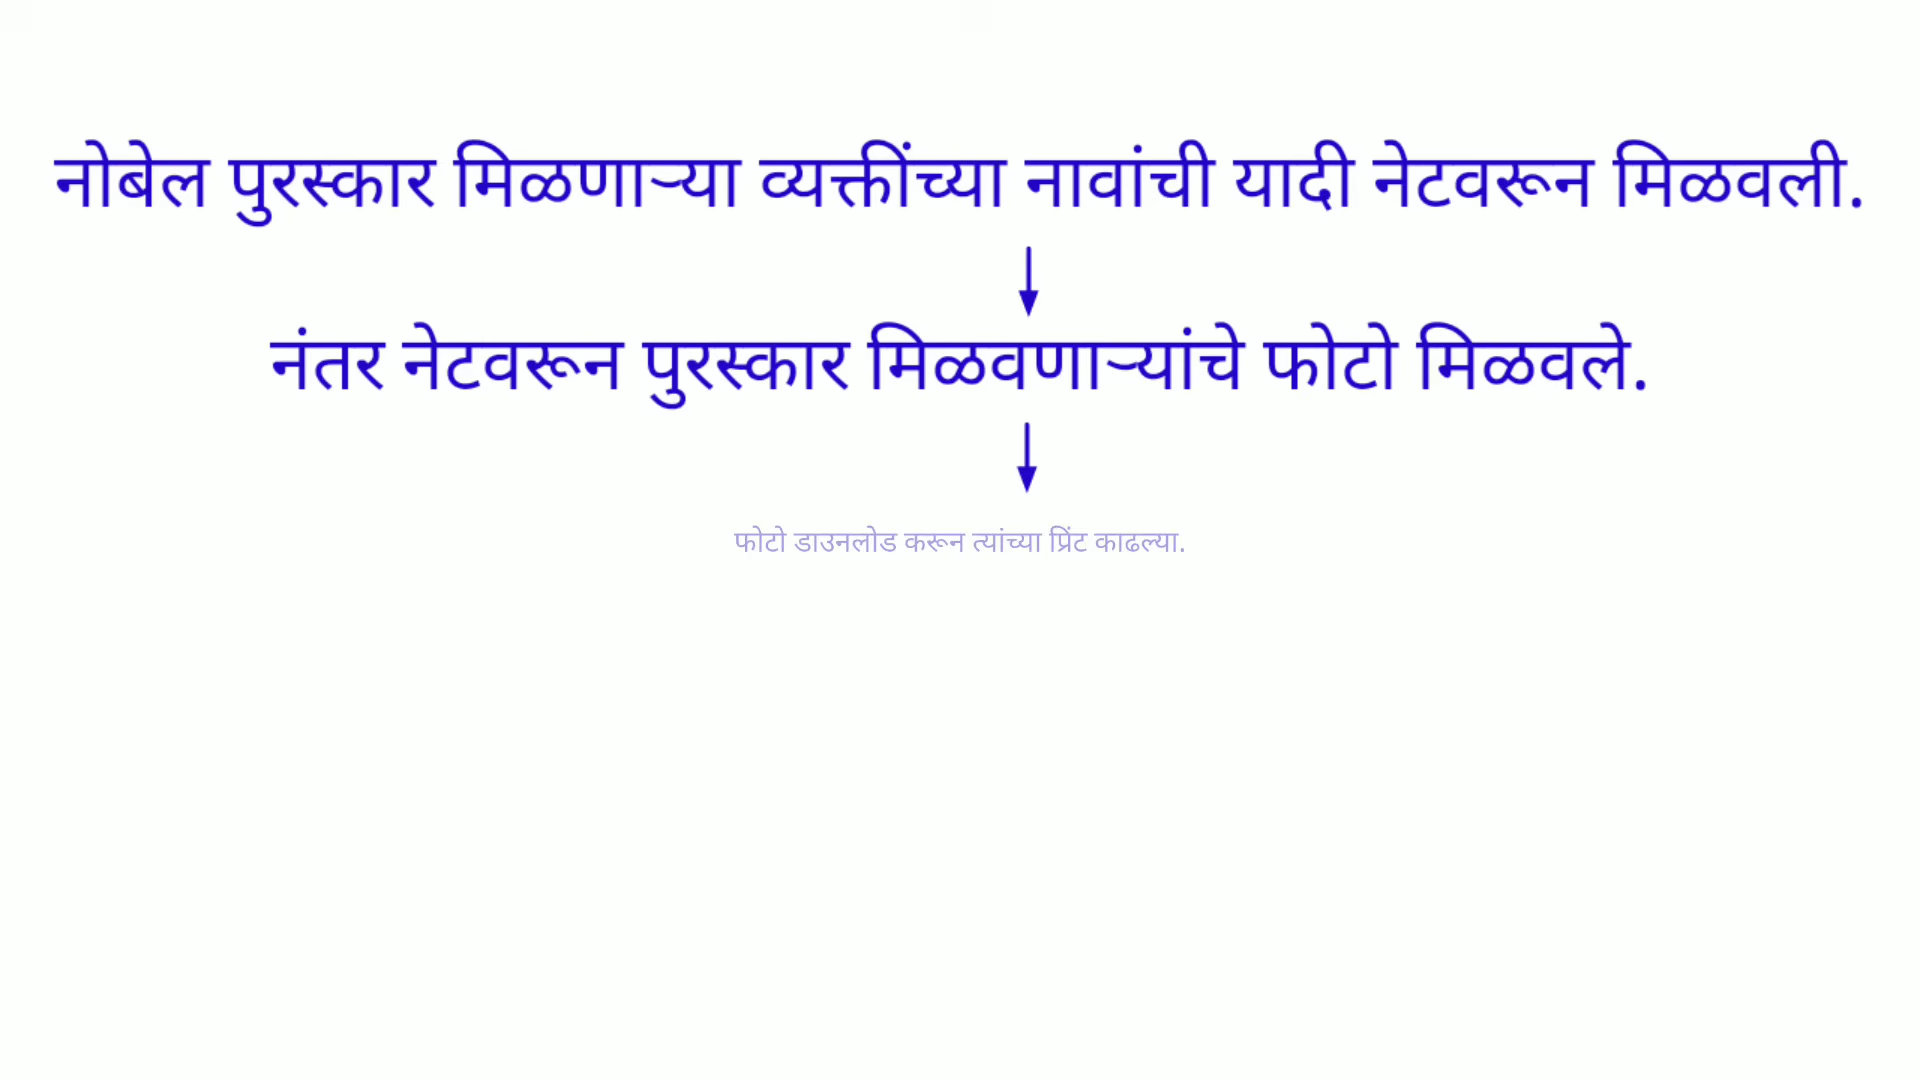 नोबेल पुरस्कार मिळणाऱ्या व्यक्तींच्या नावांची यादी नेटवरून मिळवली.
नंतर नेटवरून पुरस्कार मिळवणाऱ्यांचे फोटो मिळवले.
फोटो डाउनलोड करून त्यांच्या प्रिंट काढल्या.